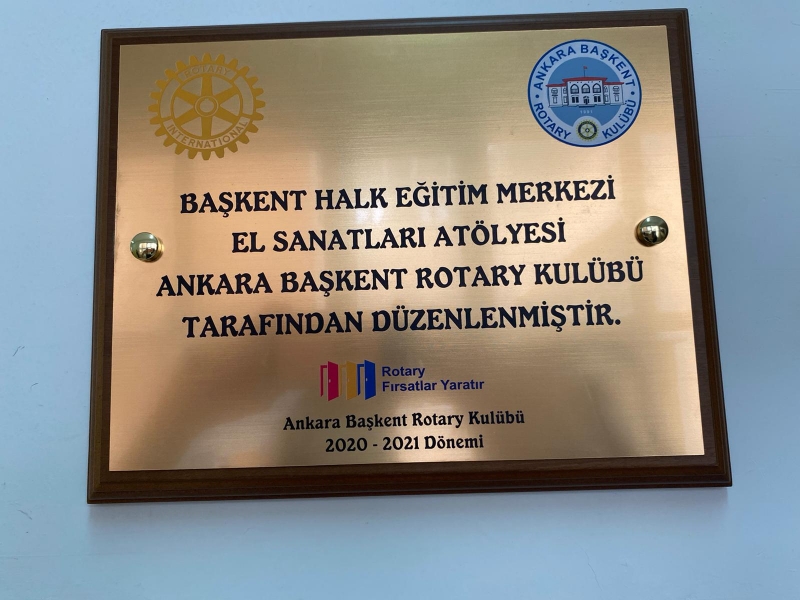 ROTARY
INTERNATIONAL
ANKARA BAŞKENT
ROTARY KULÜBÜ
BAŞKENT HALK EĞİTİM MERKEZİ
EL SANATLARI ATÖLYESİ
ANKARA BAŞKENT ROTARY KULÜBÜ
TARAFINDAN DÜZENLENMİŞTİR.
Rotary
Fırsatlar Yaratır
Ankara Başkent Rotary Kulübü
2020 - 2021 Dönemi